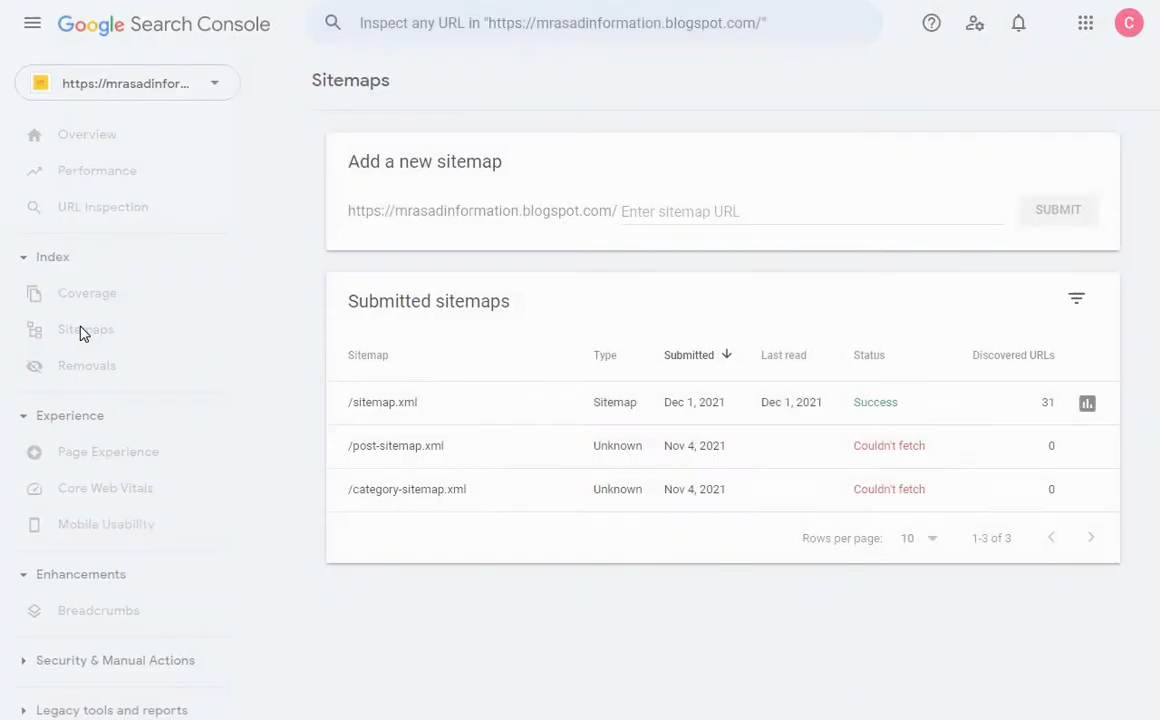 Google Search Console
Inspect any URL in "https://mrasadinformation.blogspot.com/"
C
https://mrasadinfor...
Overview
Performance
URL Inspection
Index
Coverage
Sitemaps
Removals
Experience
Page Experience
Core Web Vitals
Mobile Usability
Enhancements
Breadcrumbs
Security & Manual Actions
Legacy tools and reports
Sitemaps
Add a new sitemap
https://mrasadinformation.blogspot.com/ Enter sitemap URL SUBMIT
Submitted sitemaps
Sitemap Type Submitted Last read Status Discovered URLs
/sitemap.xml Sitemap Dec 1, 2021 Dec 1, 2021 Success 31
/post-sitemap.xml Unknown Nov 4, 2021 Couldn't fetch 0
/category-sitemap.xml Unknown Nov 4, 2021 Couldn't fetch 0
Rows per page: 10 1-3 of 3